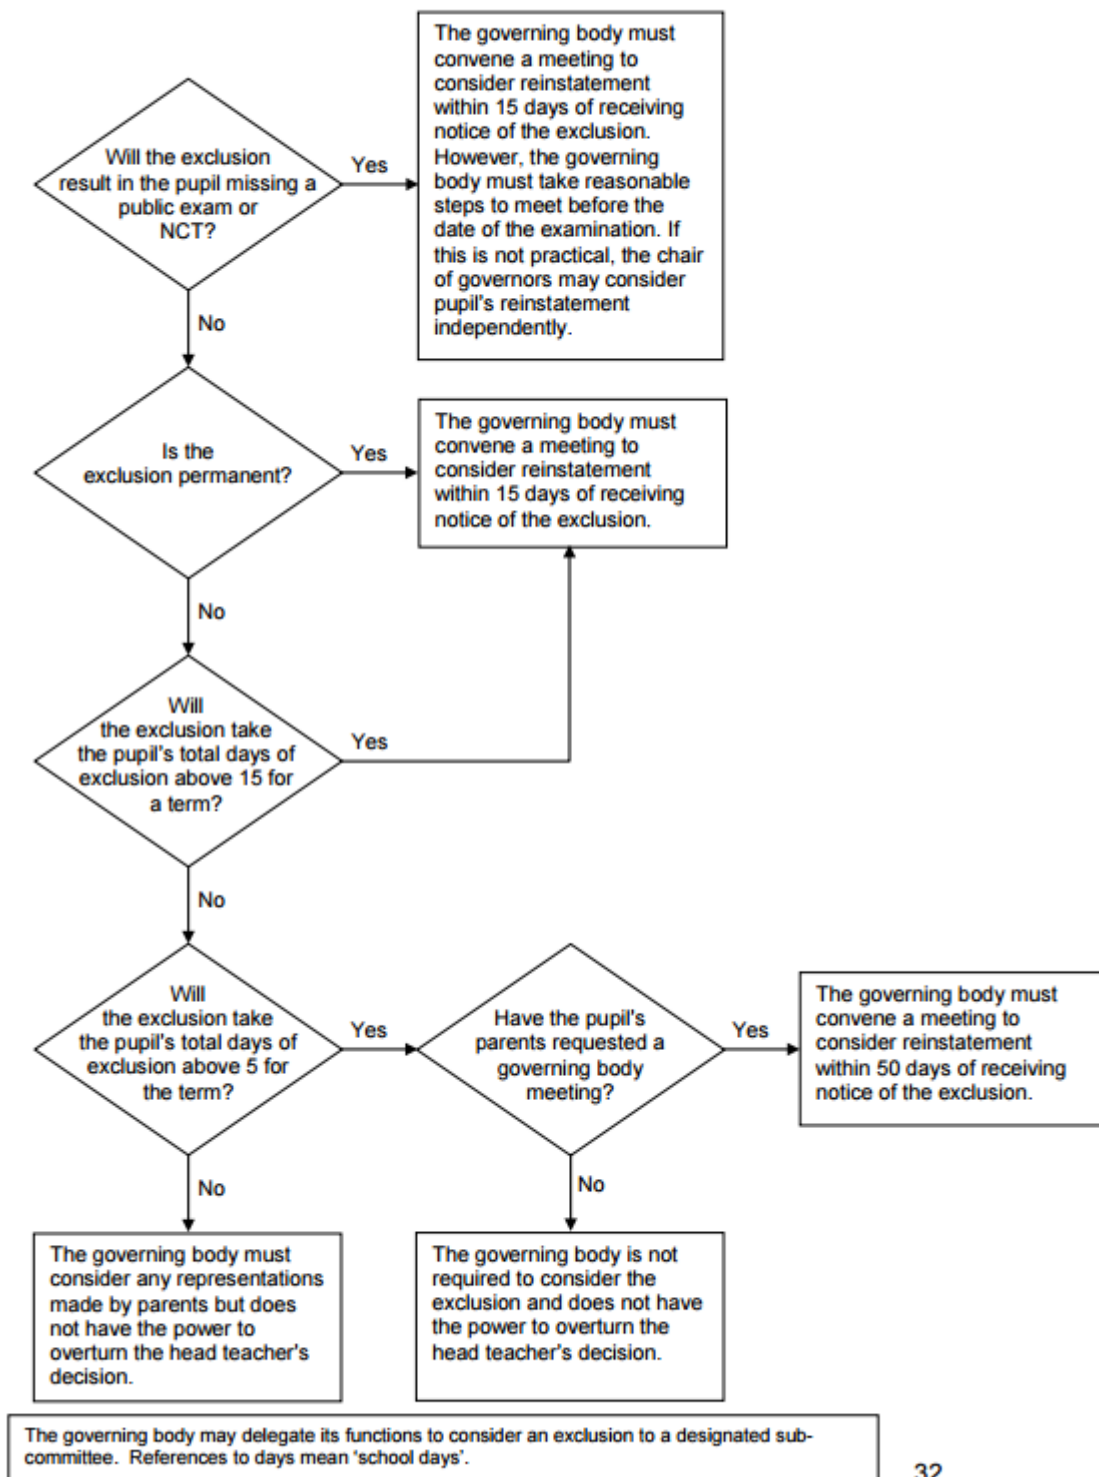 The governing body must
convene a meeting to
consider reinstatement
within 15 days of receiving
notice of the exclusion.
However, the governing
body must take reasonable
steps to meet before the
date of the examination. If
this is not practical, the chair
of governors may consider
pupil's reinstatement
independently.
Will the exclusion
result in the pupil missing a
public exam or
NCT?
Yes
No
Is the
exclusion permanent?
Yes
The governing body must
convene a meeting to
consider reinstatement
within 15 days of receiving
notice of the exclusion.
No
Will
the exclusion take
the pupil's total days of
exclusion above 15 for
a term?
Yes
No
Will
the exclusion take
the pupil's total days of
exclusion above 5 for
the term?
Yes
Have the pupil's
parents requested a
governing body
meeting?
Yes
The governing body must
convene a meeting to
consider reinstatement
within 50 days of receiving
notice of the exclusion.
No
No
The governing body must
consider any representations
made by parents but does
not have the power to
overturn the head teacher's
decision.
The governing body is not
required to consider the
exclusion and does not have
the power to overturn the
head teacher's decision.
The governing body may delegate its functions to consider an exclusion to a designated sub-
committee. References to days mean 'school days'.
32